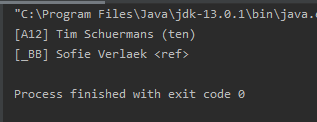 "C:\Program Files\Java\jdk-13.0.1\bin\java.
[A12] Tim Schuermans (ten)
[_BB] Sofie Verlaek <ref>
Process finished with exit code 0